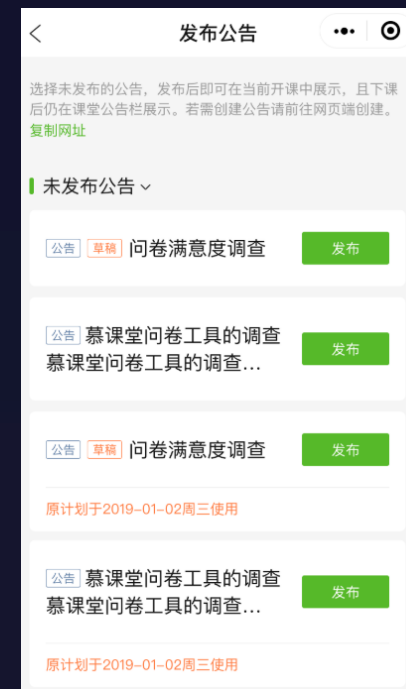 发布公告
选择未发布的公告，发布后即可在当前开课中展示，且下课
后仍在课堂公告栏展示。若需创建公告请前往网页端创建。
复制网址
未发布公告
公告 草稿 问卷满意度调查 发布
公告 慕课堂问卷工具的调查
慕课堂问卷工具的调查...
发布
公告 草稿 问卷满意度调查 发布
原计划于2019-01-02周三使用
公告 慕课堂问卷工具的调查
慕课堂问卷工具的调查...
发布
原计划于2019-01-02周三使用